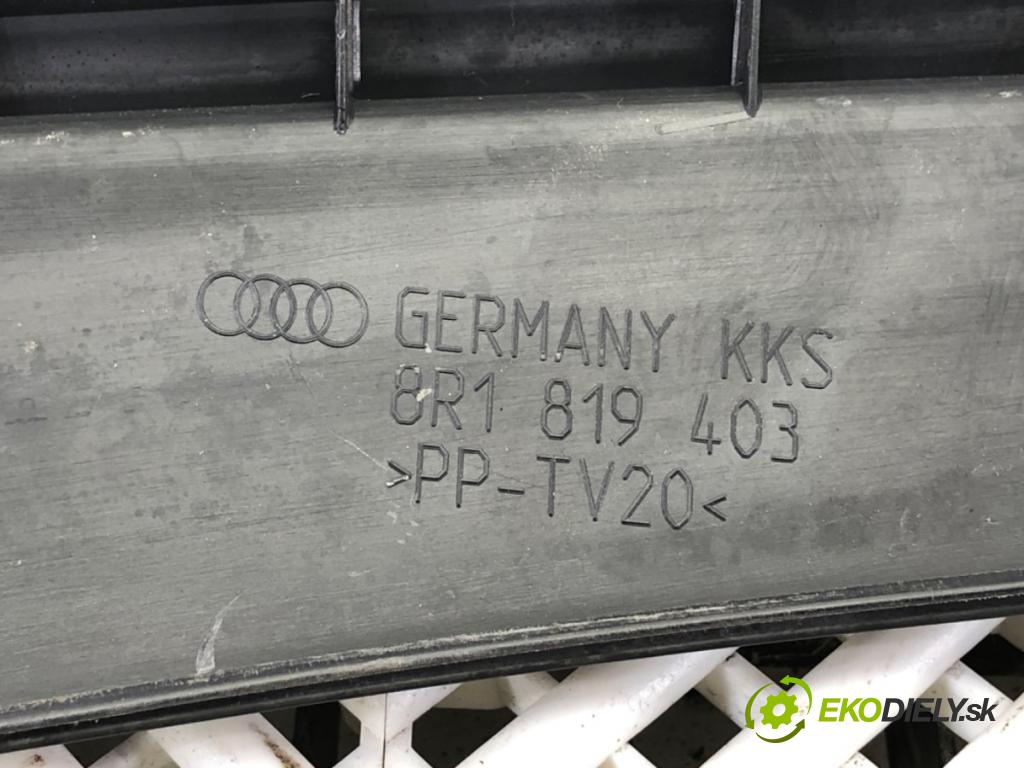 GERMANY KKS
8R1 819 403
>PP-TV20<
EKODIELY.sk